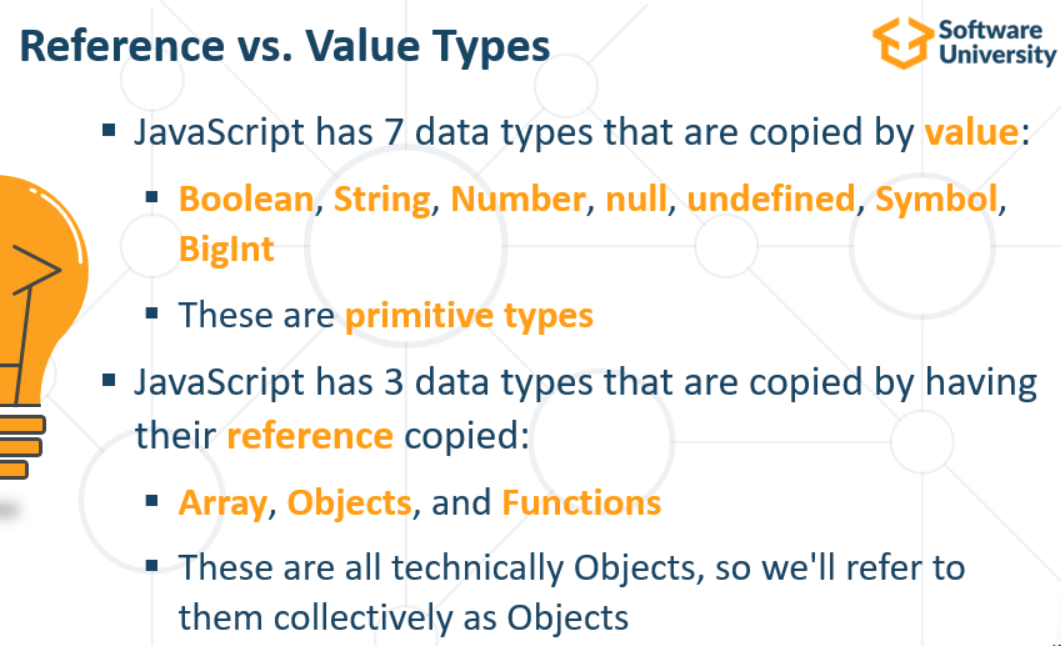 Reference vs. Value Types
Software
University
▪ JavaScript has 7 data types that are copied by value:
▪ Boolean, String, Number, null, undefined, Symbol,
BigInt
▪ These are primitive types
▪ JavaScript has 3 data types that are copied by having
their reference copied:
▪ Array, Objects, and Functions
▪ These are all technically Objects, so we'll refer to
them collectively as Objects